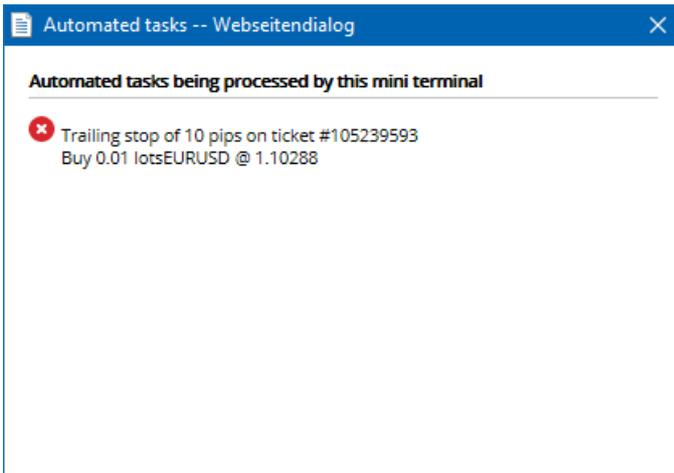 Automated tasks -- Webseitendialog
Automated tasks being processed by this mini terminal
Trailing stop of 10 pips on ticket #105239593
Buy 0.01 lotsEURUSD @ 1.10288